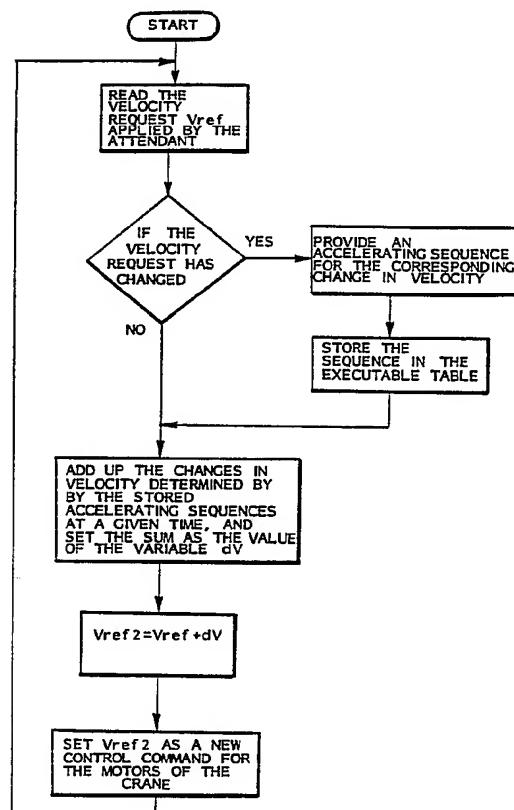 START
READ THE
VELOCITY
REQUEST Vref
APPLIED BY THE
ATTENDANT
IF THE
VELOCITY
REQUEST HAS
CHANGED
YES
NO
PROVIDE AN
ACCELERATING SEQUENCE
FOR THE CORRESPONDING
CHANGE IN VELOCITY
STORE THE
SEQUENCE IN THE
EXECUTABLE TABLE
ADD UP THE CHANGES IN
VELOCITY DETERMINED BY
BY THE STORED
ACCELERATING SEQUENCES
AT A GIVEN TIME, AND
SET THE SUM AS THE VALUE
OF THE VARIABLE dV
Vref2=Vref+dV
SET Vref2 AS A NEW
CONTROL COMMAND FOR
THE MOTORS OF THE
CRANE